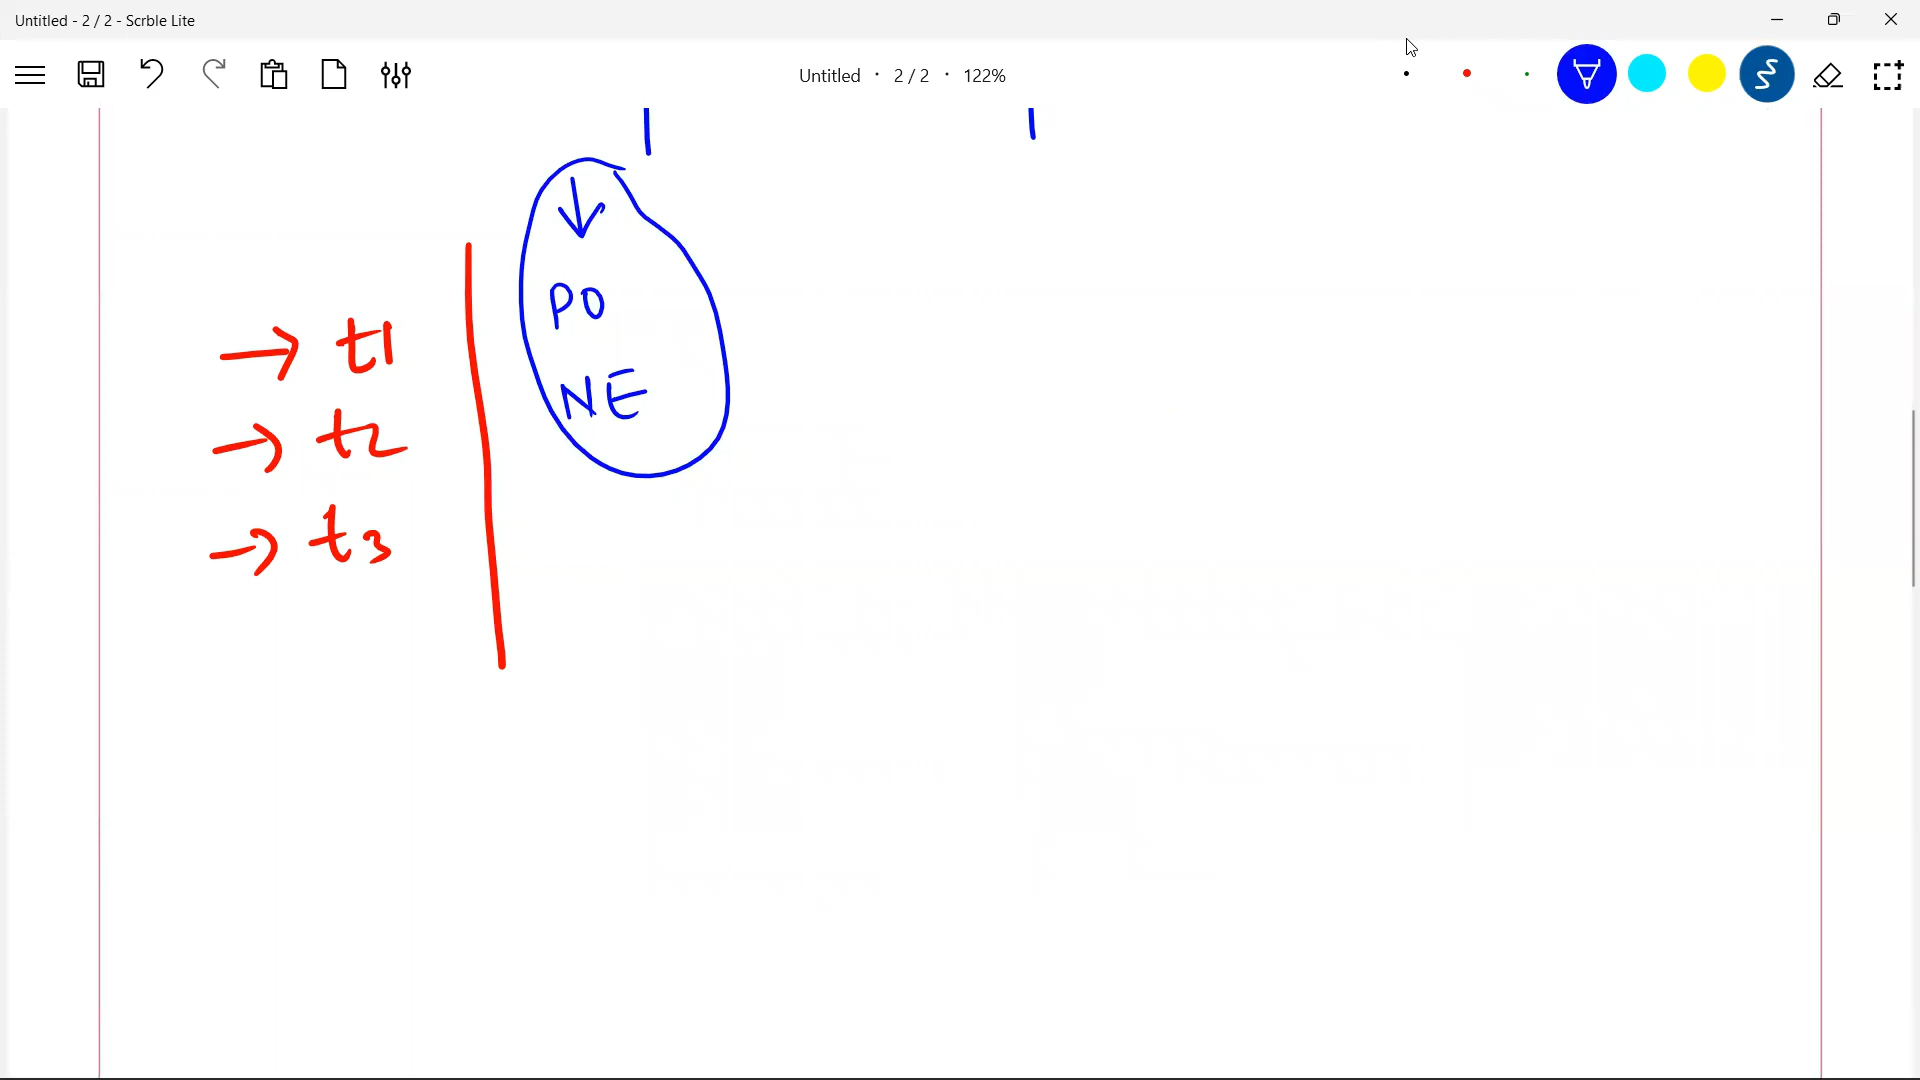 Untitled - 2 / 2 - Scrble Lite
Untitled · 2 / 2 · 122%
PO
→ t1
NE
→ t2
→ t3